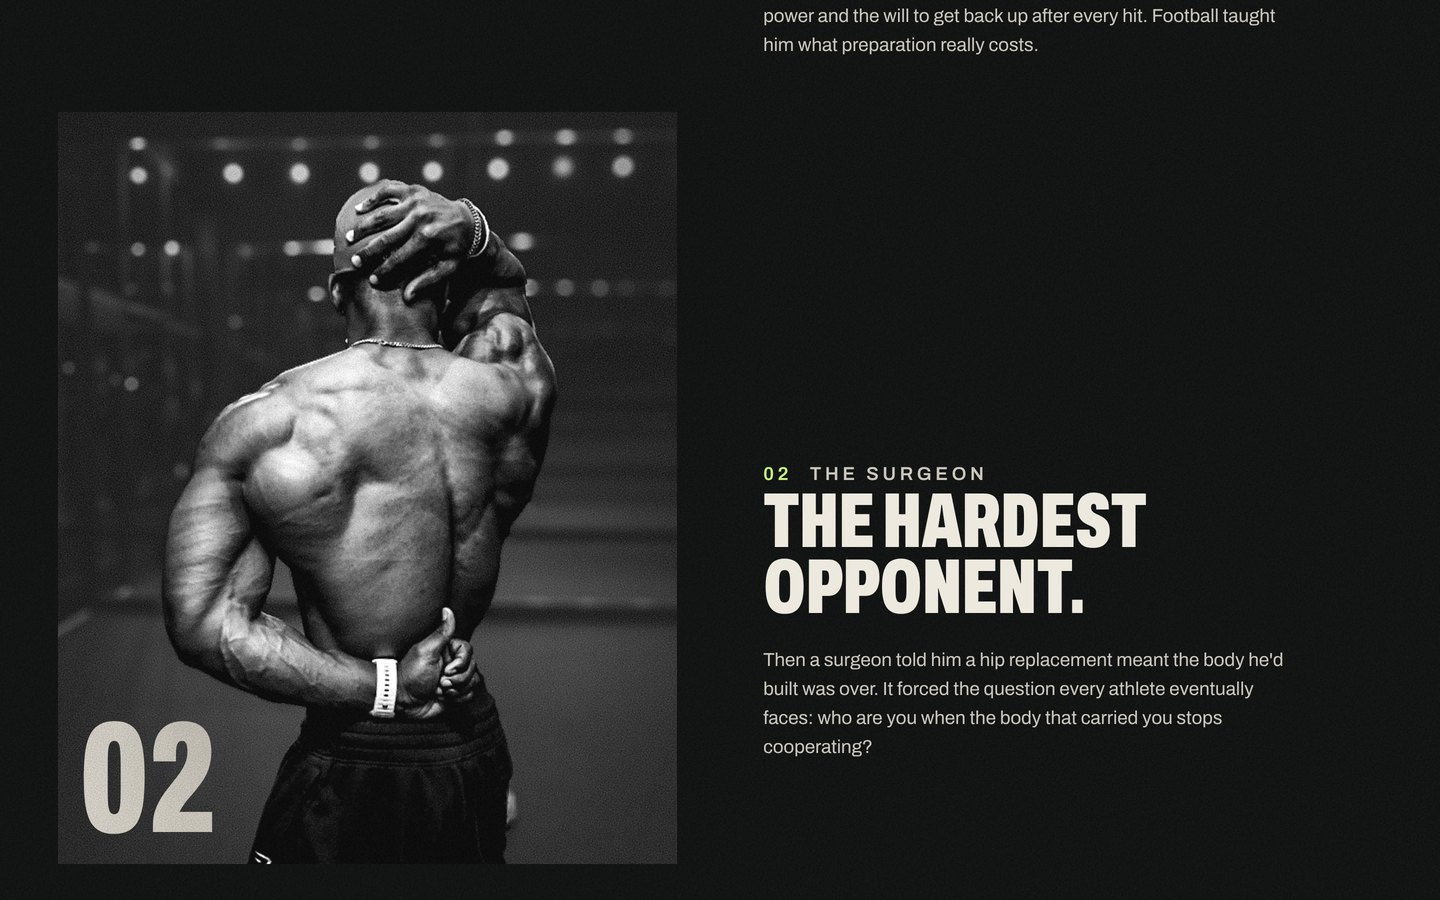 power and the will to get back up after every hit. Football taught
him what preparation really costs.
02
02 THE SURGEON
THE HARDEST
OPPONENT.
Then a surgeon told him a hip replacement meant the body he'd
built was over. It forced the question every athlete eventually
faces: who are you when the body that carried you stops
cooperating?